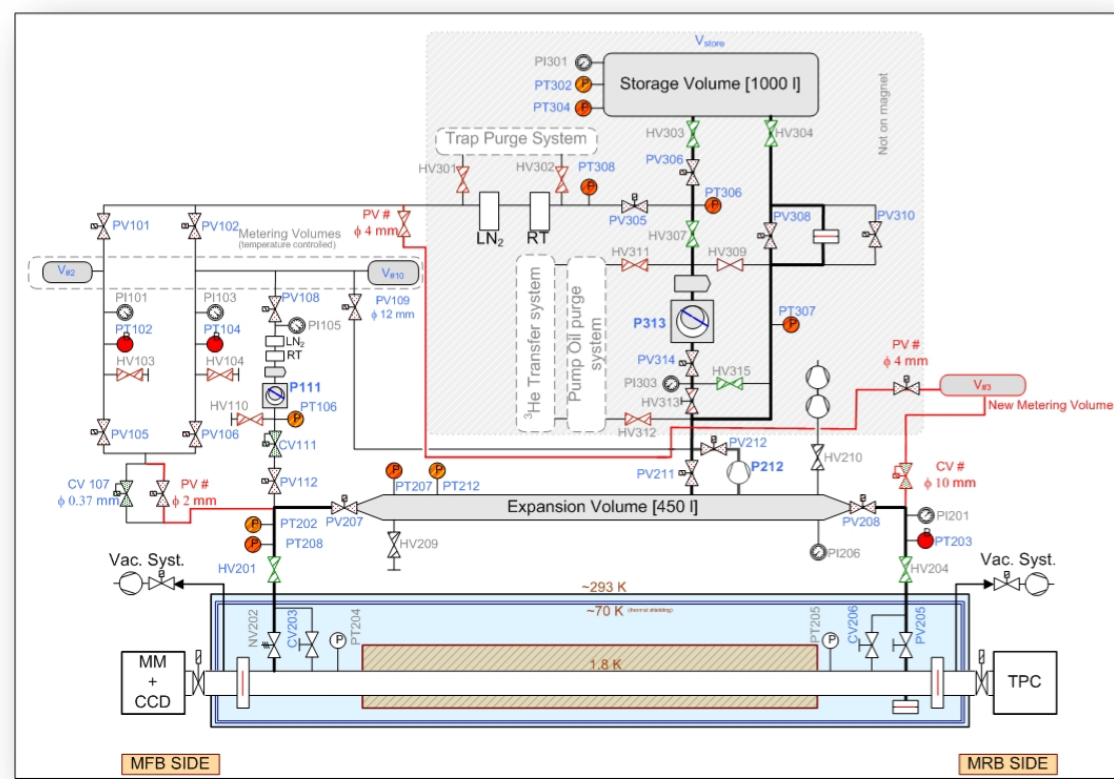 V store
PI301
PT302
PT304
Storage Volume [1000 l]
Not on magnet
HV303
HV304
Trap Purge System
HV301
HV302
PT308
PV306
PT306
PV305
PV308
PV310
LN2
RT
HV307
PV101
PV102
PV #
ϕ 4 mm
Metering Volumes
(temperature controlled)
V#2
V#10
HV311
HV309
PI101
PI103
PV108
PV109
ϕ 12 mm
PT102
PT104
PI105
LN2
RT
HV103
HV104
P111
HV110
PT106
3He Transfer system
Pump Oil purge system
P313
PT307
PV314
PI303
HV315
HV313
HV312
PV #
ϕ 4 mm
V#3
New Metering Volume
PV105
PV106
CV111
PV112
PV212
P212
HV210
PV211
CV #
ϕ 10 mm
CV 107
ϕ 0.37 mm
PV #
ϕ 2 mm
P
P
PT207
PT212
Expansion Volume [450 l]
PV207
PV208
PT202
PT208
HV209
PI206
PI201
PT203
Vac. Syst.
HV201
HV204
Vac. Syst.
~293 K
~70 K (thermal shielding)
NV202
CV203
PT204
PT205
CV206
PV205
1.8 K
MM
+
CCD
TPC
MFB SIDE
MRB SIDE